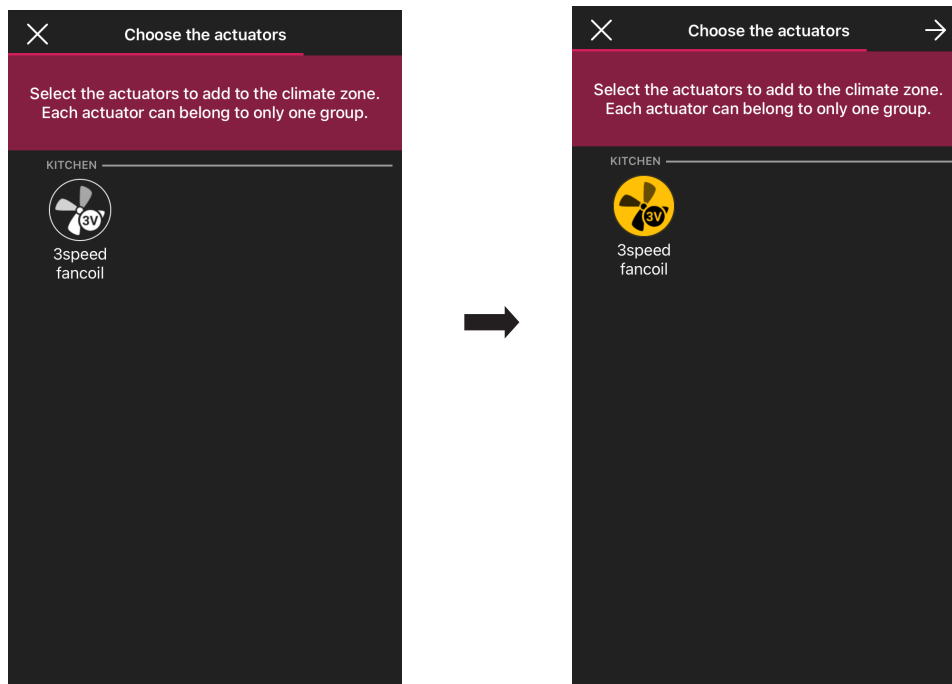 Choose the actuators
Select the actuators to add to the climate zone.
Each actuator can belong to only one group.
KITCHEN
3V
3speed
fancoil
Choose the actuators
Select the actuators to add to the climate zone.
Each actuator can belong to only one group.
KITCHEN
3V
3speed
fancoil